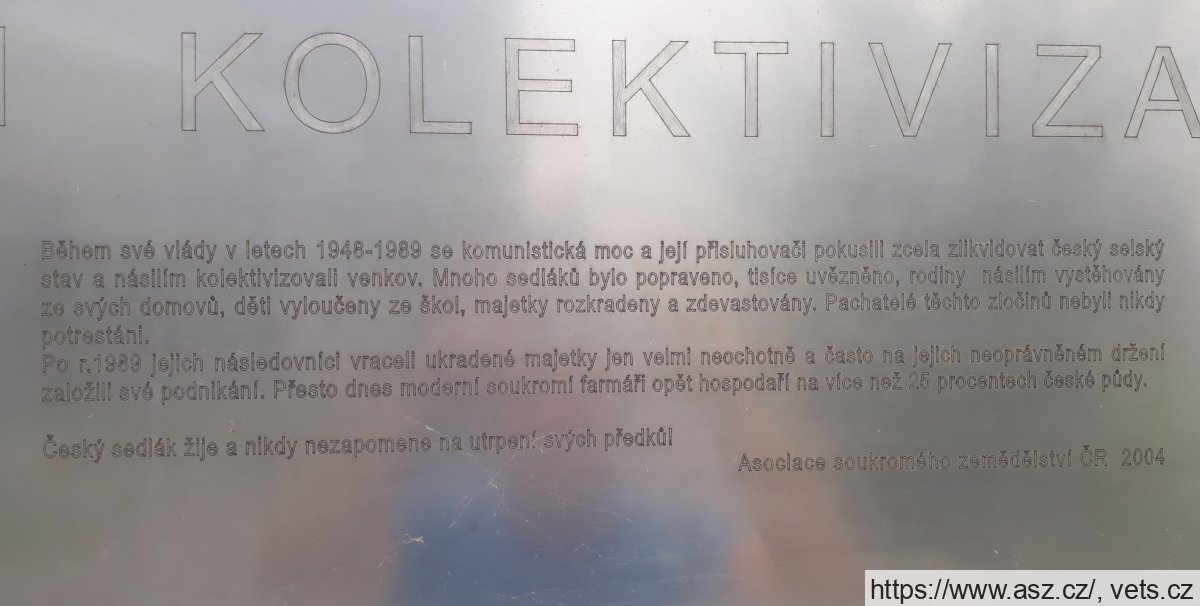 KOLEKTIVIZA
Během své vlády v letech 1948-1989 se komunistická moc a její přisluhovači pokusili zcela zlikvidovat český selský
stav a násilím kolektivizovali venkov. Mnoho sedláků bylo popraveno, tisíce uvězněno, rodiny násilím vystěhovány
ze svých domovů, děti vyloučeny ze škol, majetky rozkradeny a zdevastovány. Pachatelé těchto zločinů nebyli nikdy
potrestáni.
Po r.1989 jejich následovníci vraceli ukradené majetky jen velmi neochotně a často na jejich neoprávněném držení
založili své podnikání. Přesto dnes moderní soukromí farmáři opět hospodaří na více než 25 procentech české půdy.
Český sedlák žije a nikdy nezapomene na utrpení svých předků!
Asociace soukromého zemědělství ČR 2004
https://www.asz.cz/, vets.cz